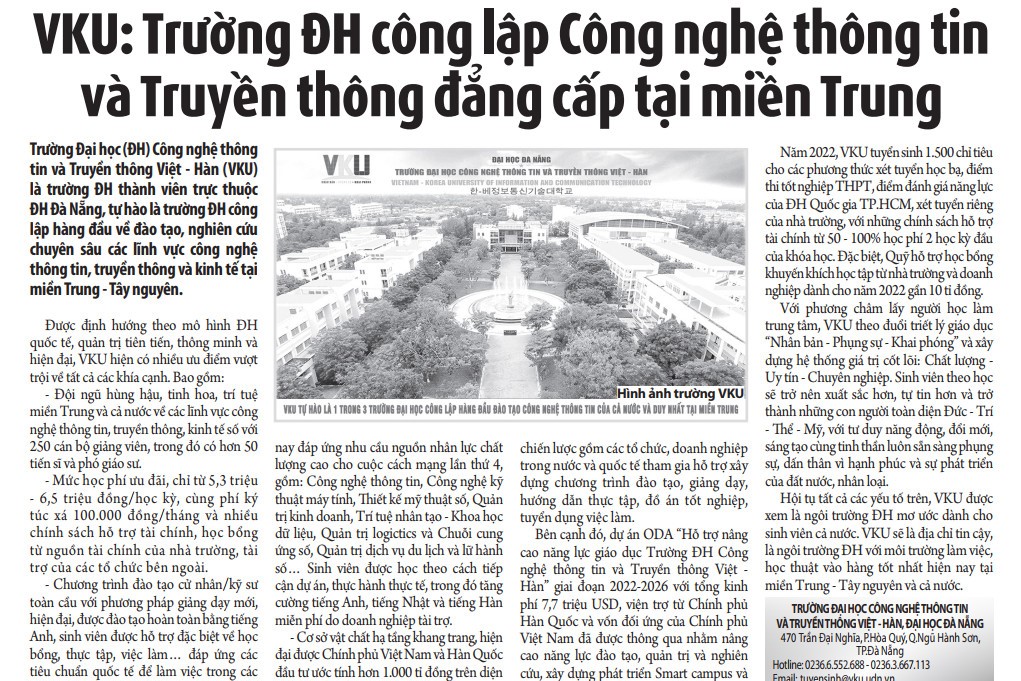 VKU: Trường ĐH công lập Công nghệ thông tin
và Truyền thông đẳng cấp tại miền Trung
Trường Đại học (ĐH) Công nghệ thông
tin và Truyền thông Việt - Hàn (VKU)
là trường ĐH thành viên trực thuộc
ĐH Đà Nẵng, tự hào là trường ĐH công
lập hàng đầu về đào tạo, nghiên cứu
chuyên sâu các lĩnh vực công nghệ
thông tin, truyền thông và kinh tế tại
miền Trung - Tây nguyên.
Được định hướng theo mô hình ĐH
quốc tế, quản trị tiên tiến, thông minh và
hiện đại, VKU hiện có nhiều ưu điểm vượt
trội về tất cả các khía cạnh. Bao gồm:
- Đội ngũ hùng hậu, tinh hoa, trí tuệ
miền Trung và cả nước về các lĩnh vực công
nghệ thông tin, truyền thông, kinh tế số với
250 cán bộ giảng viên, trong đó có hơn 50
tiến sĩ và phó giáo sư.
- Mức học phí ưu đãi, chỉ từ 5,3 triệu
- 6,5 triệu đồng/học kỳ, cùng phí ký
túc xá 100.000 đồng/tháng và nhiều
chính sách hỗ trợ tài chính, học bổng
từ nguồn tài chính của nhà trường, tài
trợ của các tổ chức bên ngoài.
- Chương trình đào tạo cử nhân/kỹ sư
toàn cầu với phương pháp giảng dạy mới,
hiện đại, được đào tạo hoàn toàn bằng tiếng
Anh, sinh viên được hỗ trợ đặc biệt về học
bổng, thực tập, việc làm… đáp ứng các
tiêu chuẩn quốc tế để làm việc trong các
VKU
ĐẠI HỌC ĐÀ NẴNG
TRƯỜNG ĐẠI HỌC CÔNG NGHỆ THÔNG TIN VÀ TRUYỀN THÔNG VIỆT - HÀN
VIETNAM - KOREA UNIVERSITY OF INFORMATION AND COMMUNICATION TECHNOLOGY
한-베정보통신기술대학교
Hình ảnh trường VKU
VKU TỰ HÀO LÀ 1 TRONG 3 TRƯỜNG ĐẠI HỌC CÔNG LẬP HÀNG ĐẦU ĐÀO TẠO CÔNG NGHỆ THÔNG TIN CỦA CẢ NƯỚC VÀ DUY NHẤT TẠI MIỀN TRUNG
nay đáp ứng nhu cầu nguồn nhân lực chất
lượng cao cho cuộc cách mạng lần thứ 4,
gồm: Công nghệ thông tin, Công nghệ kỹ
thuật máy tính, Thiết kế mỹ thuật số, Quản
trị kinh doanh, Trí tuệ nhân tạo - Khoa học
dữ liệu, Quản trị logictics và Chuỗi cung
ứng số, Quản trị dịch vụ du lịch và lữ hành
số… Sinh viên được học theo cách tiếp
cận dự án, thực hành thực tế, trong đó tăng
cường tiếng Anh, tiếng Nhật và tiếng Hàn
miễn phí do doanh nghiệp tài trợ.
- Cơ sở vật chất hạ tầng khang trang, hiện
đại được Chính phủ Việt Nam và Hàn Quốc
đầu tư ước tính hơn 1.000 tỉ đồng trên diện
chiến lược gồm các tổ chức, doanh nghiệp
trong nước và quốc tế tham gia hỗ trợ xây
dựng chương trình đào tạo, giảng dạy,
hướng dẫn thực tập, đồ án tốt nghiệp,
tuyển dụng việc làm.
Bên cạnh đó, dự án ODA “Hỗ trợ nâng
cao năng lực giáo dục Trường ĐH Công
nghệ thông tin và Truyền thông Việt -
Hàn” giai đoạn 2022-2026 với tổng kinh
phí 7,7 triệu USD, viện trợ từ Chính phủ
Hàn Quốc và vốn đối ứng của Chính phủ
Việt Nam đã được thông qua nhằm nâng
cao năng lực đào tạo, quản trị và nghiên
cứu, xây dựng phát triển Smart campus và
Năm 2022, VKU tuyển sinh 1.500 chỉ tiêu
cho các phương thức xét tuyển học bạ, điểm
thi tốt nghiệp THPT, điểm đánh giá năng lực
của ĐH Quốc gia TP.HCM, xét tuyển riêng
của nhà trường, với những chính sách hỗ trợ
tài chính từ 50 - 100% học phí 2 học kỳ đầu
của khóa học. Đặc biệt, Quỹ hỗ trợ học bổng
khuyến khích học tập từ nhà trường và doanh
nghiệp dành cho năm 2022 gần 10 tỉ đồng.
Với phương châm lấy người học làm
trung tâm, VKU theo đuổi triết lý giáo dục
“Nhân bản - Phụng sự - Khai phóng” và xây
dựng hệ thống giá trị cốt lõi: Chất lượng -
Uy tín - Chuyên nghiệp. Sinh viên theo học
sẽ trở nên xuất sắc hơn, tự tin hơn và trở
thành những con người toàn diện Đức - Trí
- Thể - Mỹ, với tư duy năng động, đổi mới,
sáng tạo cùng tinh thần luôn sẵn sàng phụng
sự, dấn thân vì hạnh phúc và sự phát triển
của đất nước, nhân loại.
Hội tụ tất cả các yếu tố trên, VKU được
xem là ngôi trường ĐH mơ ước dành cho
sinh viên cả nước. VKU sẽ là địa chỉ tin cậy,
là ngôi trường ĐH với môi trường làm việc,
học thuật vào hàng tốt nhất hiện nay tại
miền Trung - Tây nguyên và cả nước.
TRƯỜNG ĐẠI HỌC CÔNG NGHỆ THÔNG TIN
VÀ TRUYỀN THÔNG VIỆT - HÀN, ĐẠI HỌC ĐÀ NẴNG
470 Trần Đại Nghĩa, P.Hòa Quý, Q.Ngũ Hành Sơn,
TP.Đà Nẵng
Hotline: 0236.6.552.688 - 0236.3.667.113
Email: tuyensinh@vku.udn.vn